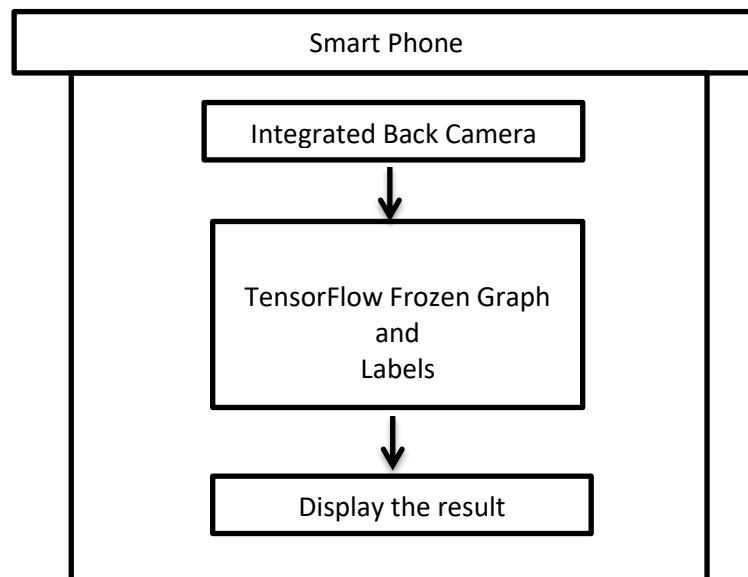 Smart Phone
Integrated Back Camera
TensorFlow Frozen Graph
and
Labels
Display the result